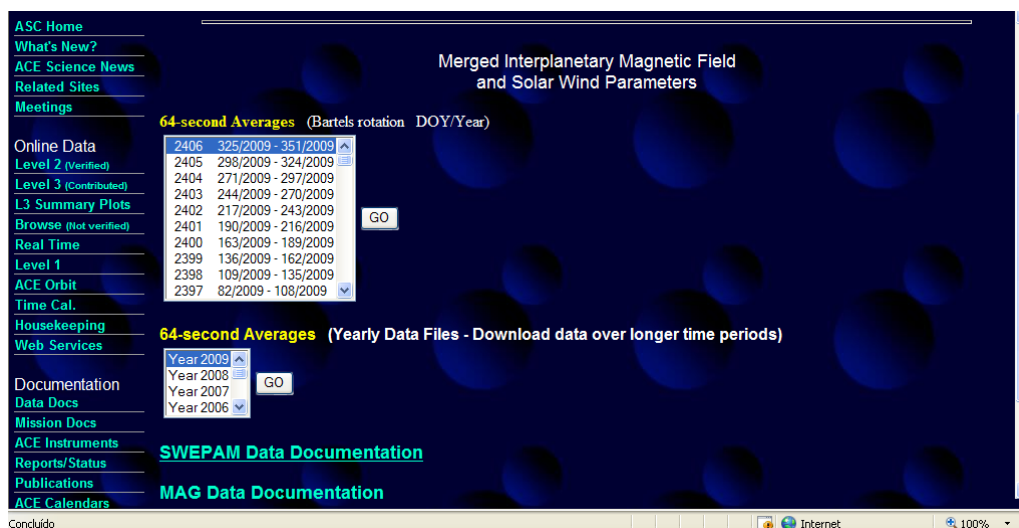 ASC Home
What's New?
ACE Science News
Related Sites
Meetings
Online Data
Level 2 (Verified)
Level 3 (Contributed)
L3 Summary Plots
Browse (Not verified)
Real Time
Level 1
ACE Orbit
Time Cal.
Housekeeping
Web Services
Documentation
Data Docs
Mission Docs
ACE Instruments
Reports/Status
Publications
ACE Calendars
Merged Interplanetary Magnetic Field
and Solar Wind Parameters
64-second Averages (Bartels rotation DOY/Year)
2406 325/2009 - 351/2009
2405 298/2009 - 324/2009
2404 271/2009 - 297/2009
2403 244/2009 - 270/2009
2402 217/2009 - 243/2009
2401 190/2009 - 216/2009
2400 163/2009 - 189/2009
2399 136/2009 - 162/2009
2398 109/2009 - 135/2009
2397 82/2009 - 108/2009
GO
64-second Averages (Yearly Data Files - Download data over longer time periods)
Year 2009
Year 2008
Year 2007
Year 2006
GO
SWEPAM Data Documentation
MAG Data Documentation
Concluído
Internet
100%